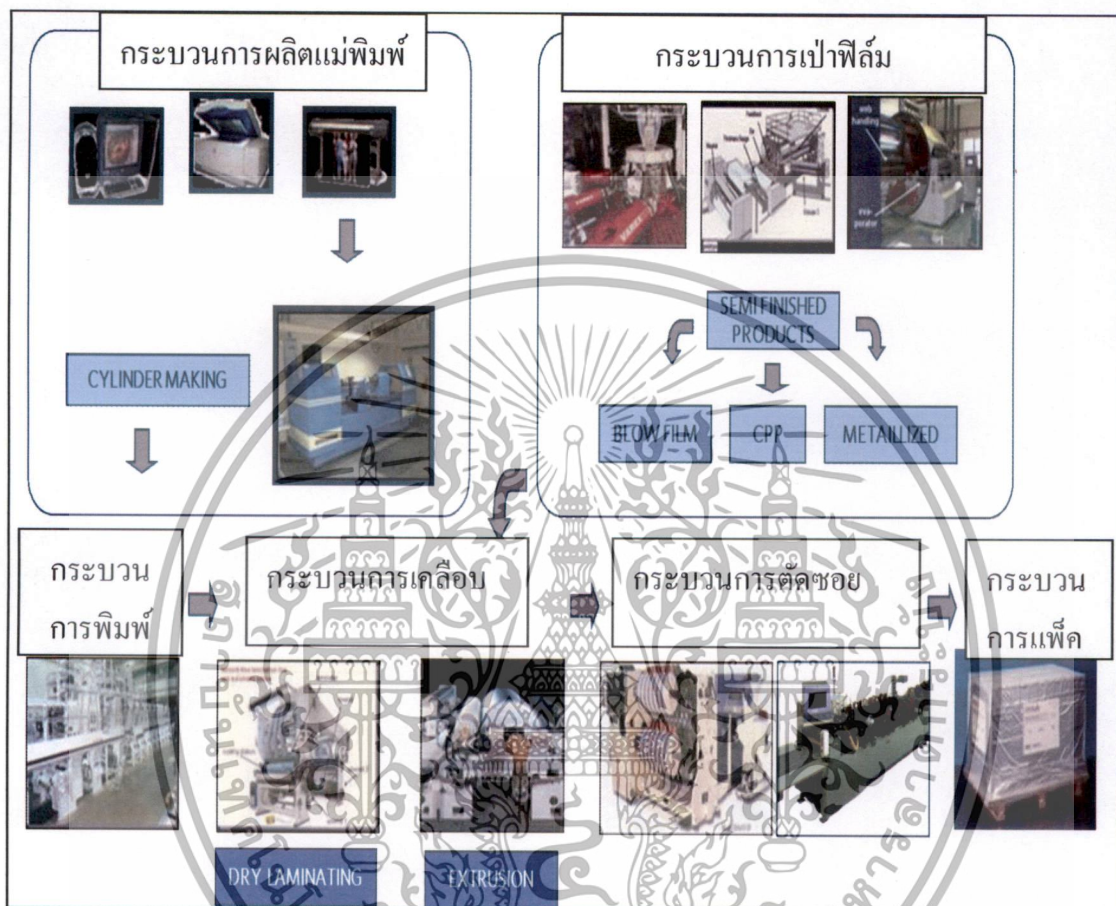 กระบวนการผลิตแม่พิมพ์
กระบวนการเป่าฟิล์ม
web
handling
CYLINDER MAKING
SEMI FINISHED
PRODUCTS
BLOW FILM
CPP
METAILLIZED
กระบวน
การพิมพ์
กระบวนการเคลือบ
กระบวนการตัดซอย
กระบวน
การแพ็ค
DRY LAMINATING
EXTRUSION